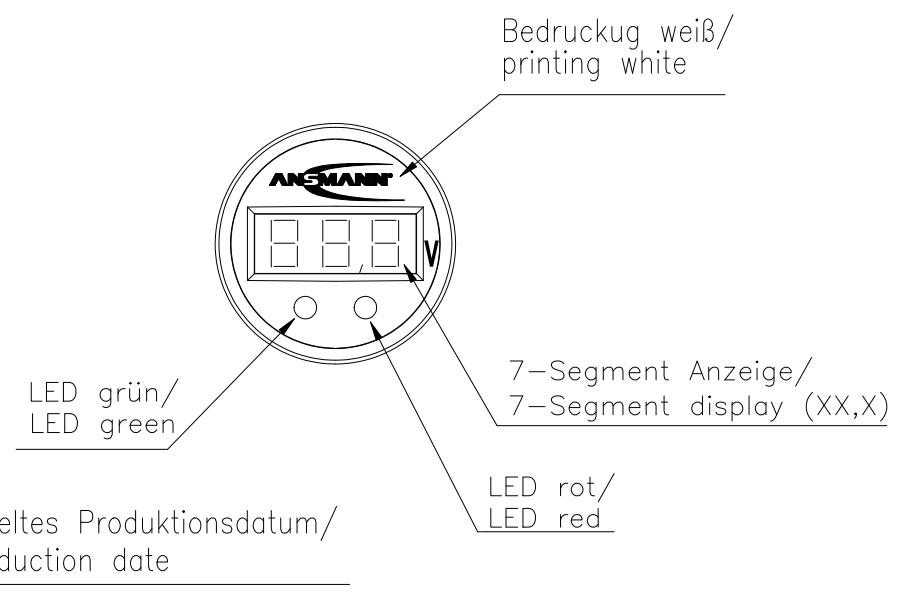 Bedruckug weiß/
printing white
ANSMANN
V
7-Segment Anzeige/
7-Segment display (XX,X)
LED grün/
LED green
LED rot/
LED red
eltes Produktionsdatum/
duction date